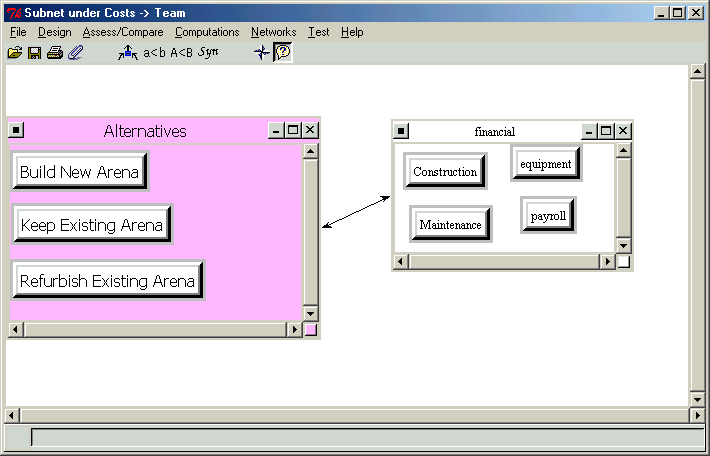 Subnet under Costs -> Team
File Design Assess/Compare Computations Networks Test Help
a<b A<B Syn
Alternatives
Build New Arena
Keep Existing Arena
Refurbish Existing Arena
financial
Construction
equipment
Maintenance
payroll